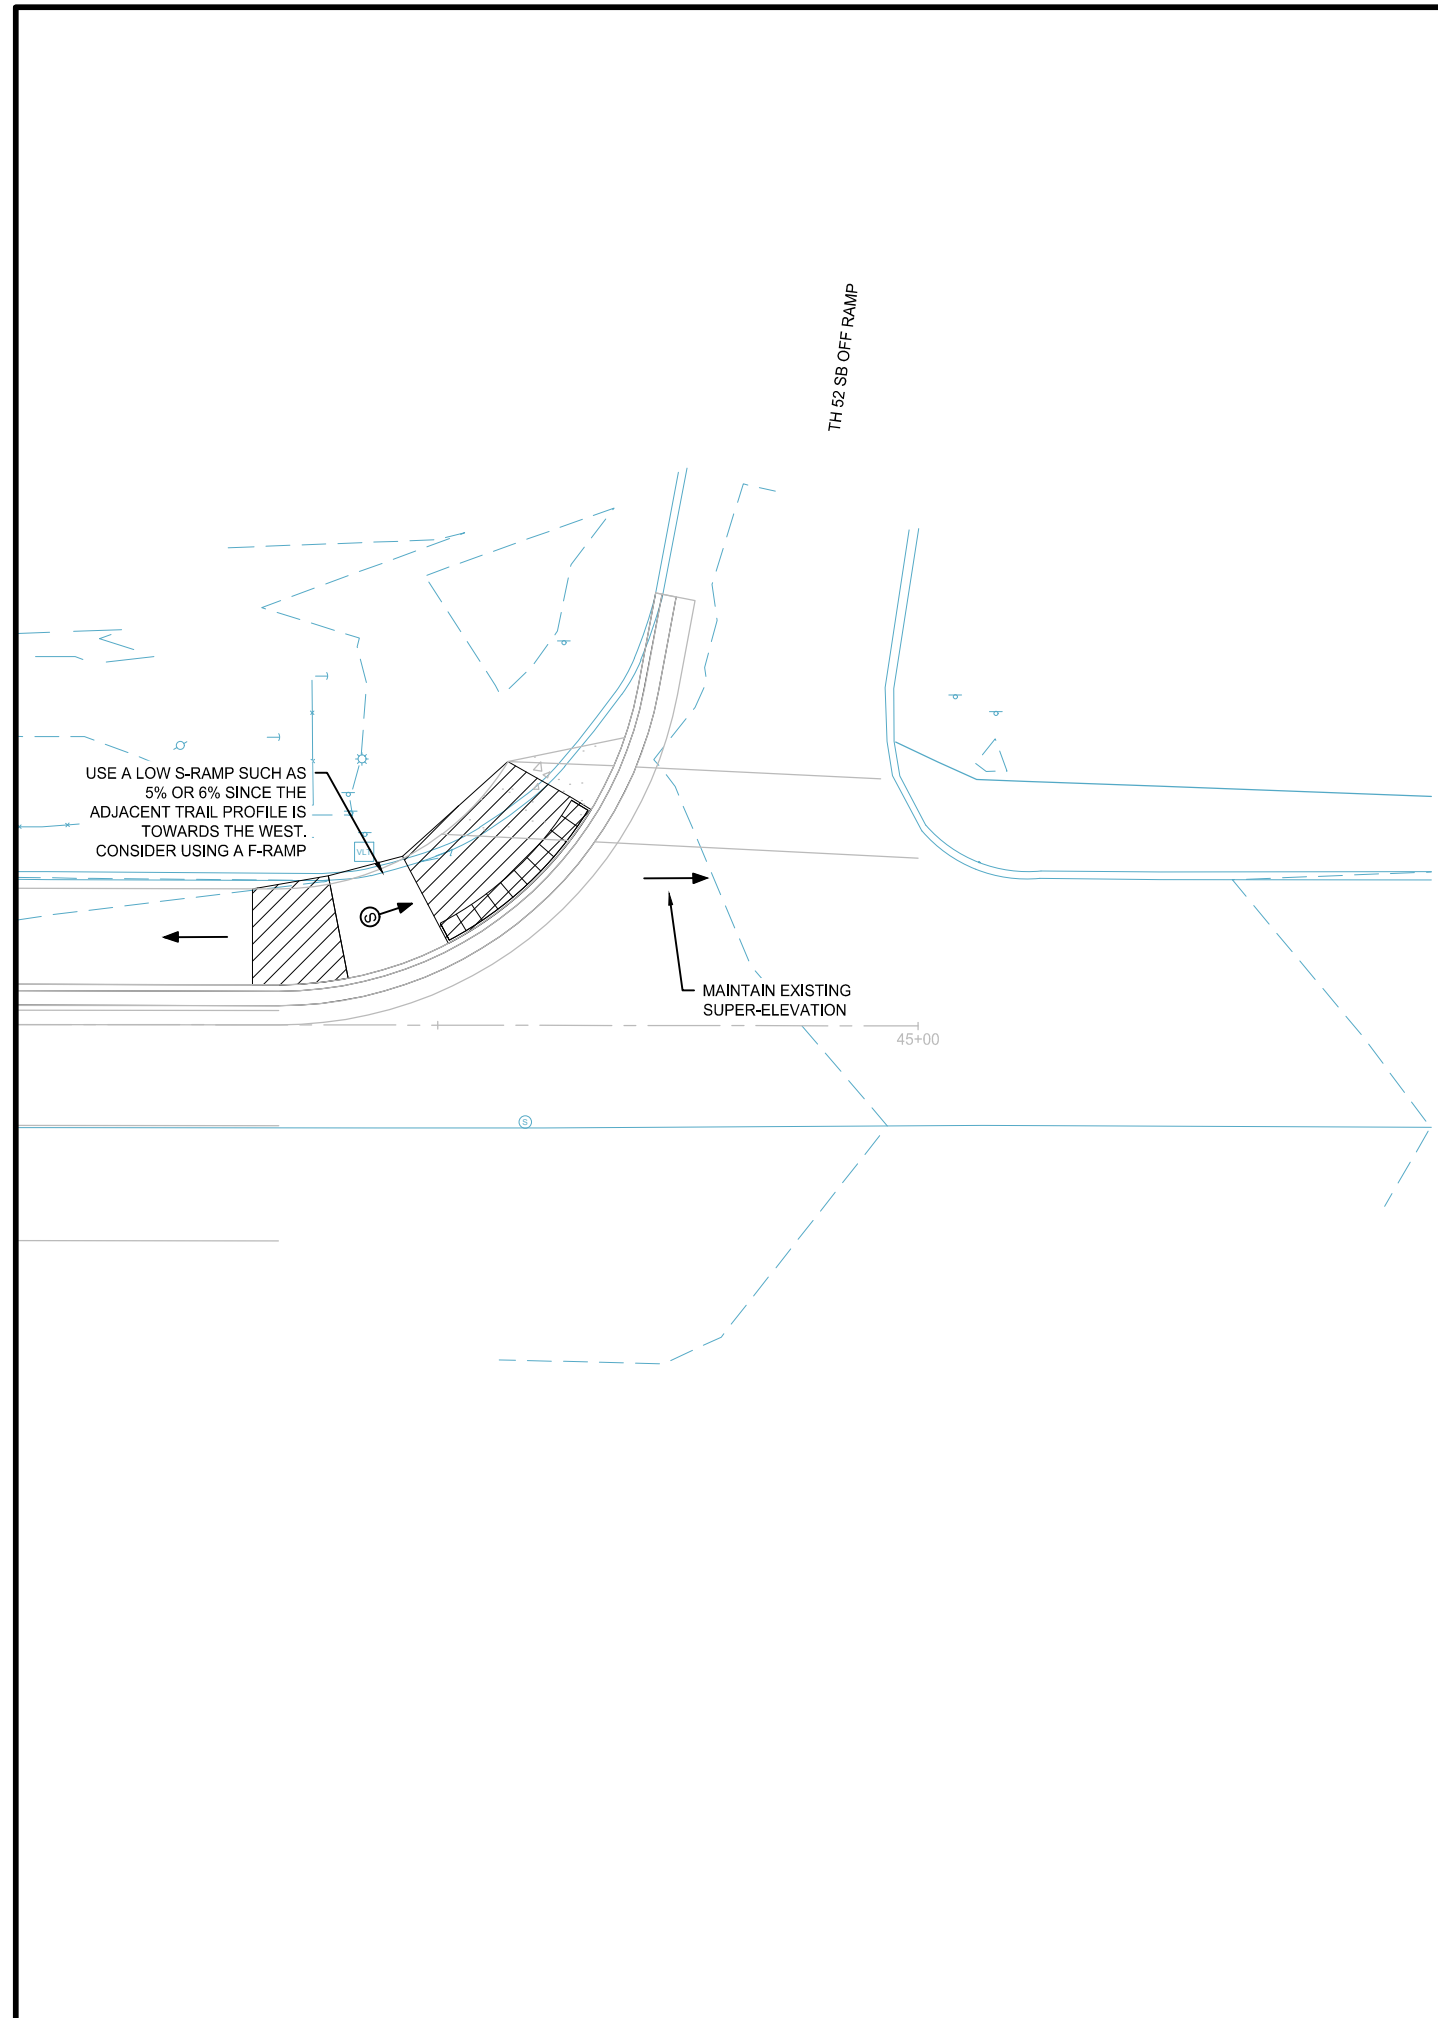 TH 52 SB OFF RAMP
USE A LOW S-RAMP SUCH AS
5% OR 6% SINCE THE
ADJACENT TRAIL PROFILE IS
TOWARDS THE WEST.
CONSIDER USING A F-RAMP
S
MAINTAIN EXISTING
SUPER-ELEVATION
45+00
S